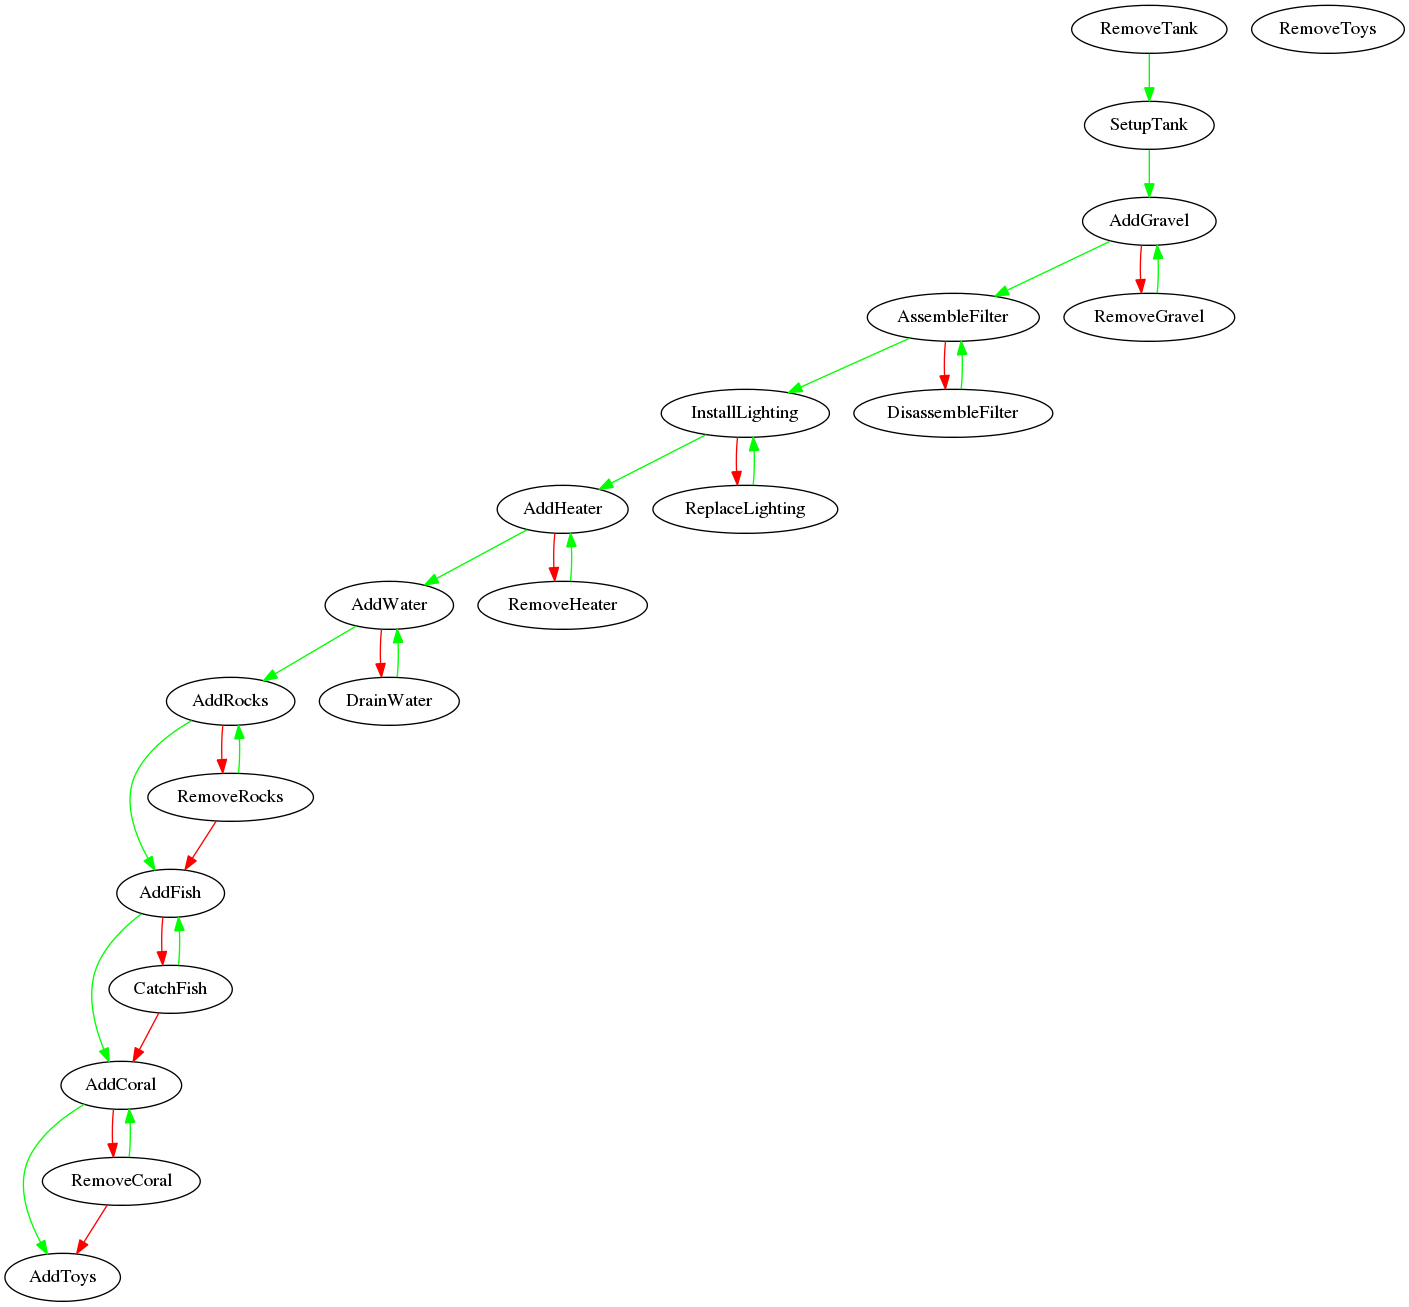 RemoveTank
RemoveToys
SetupTank
AddGravel
AssembleFilter
RemoveGravel
InstallLighting
DisassembleFilter
AddHeater
ReplaceLighting
AddWater
RemoveHeater
AddRocks
DrainWater
RemoveRocks
AddFish
CatchFish
AddCoral
RemoveCoral
AddToys